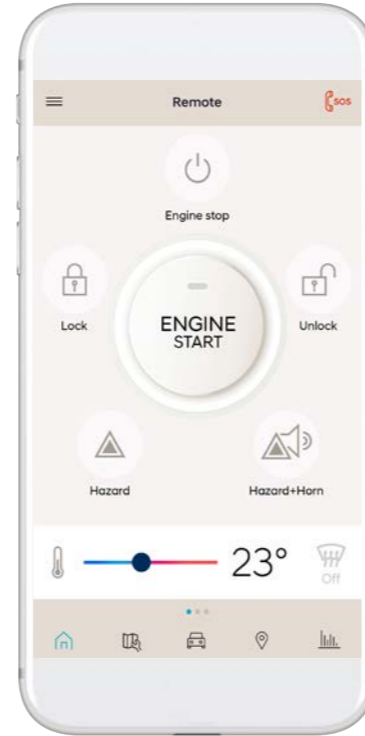 Remote
SOS
Engine stop
Lock
ENGINE
START
Unlock
Hazard
Hazard+Horn
23°
Off